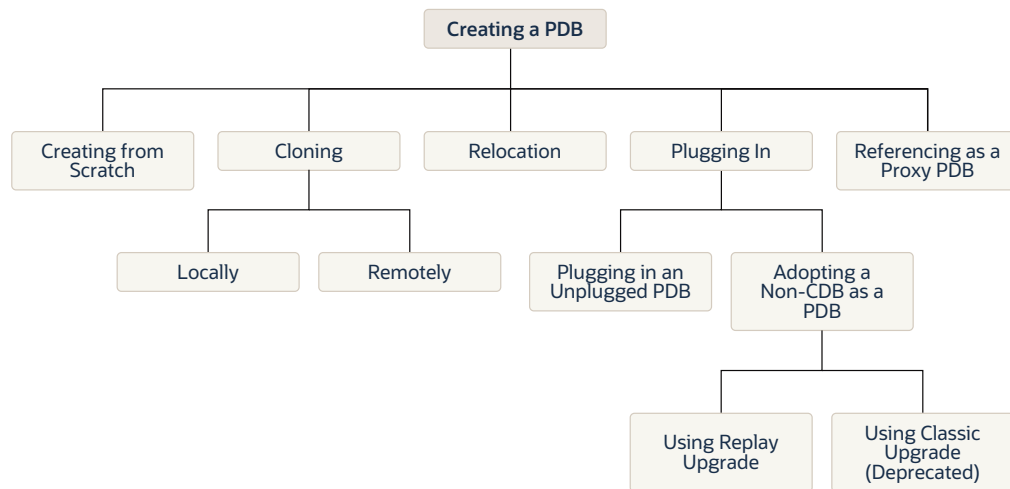 Creating a PDB
Creating from
Scratch
Cloning
Relocation
Plugging In
Referencing as a
Proxy PDB
Locally
Remotely
Plugging in an
Unplugged PDB
Adopting a
Non-CDB as a
PDB
Using Replay
Upgrade
Using Classic
Upgrade
(Deprecated)